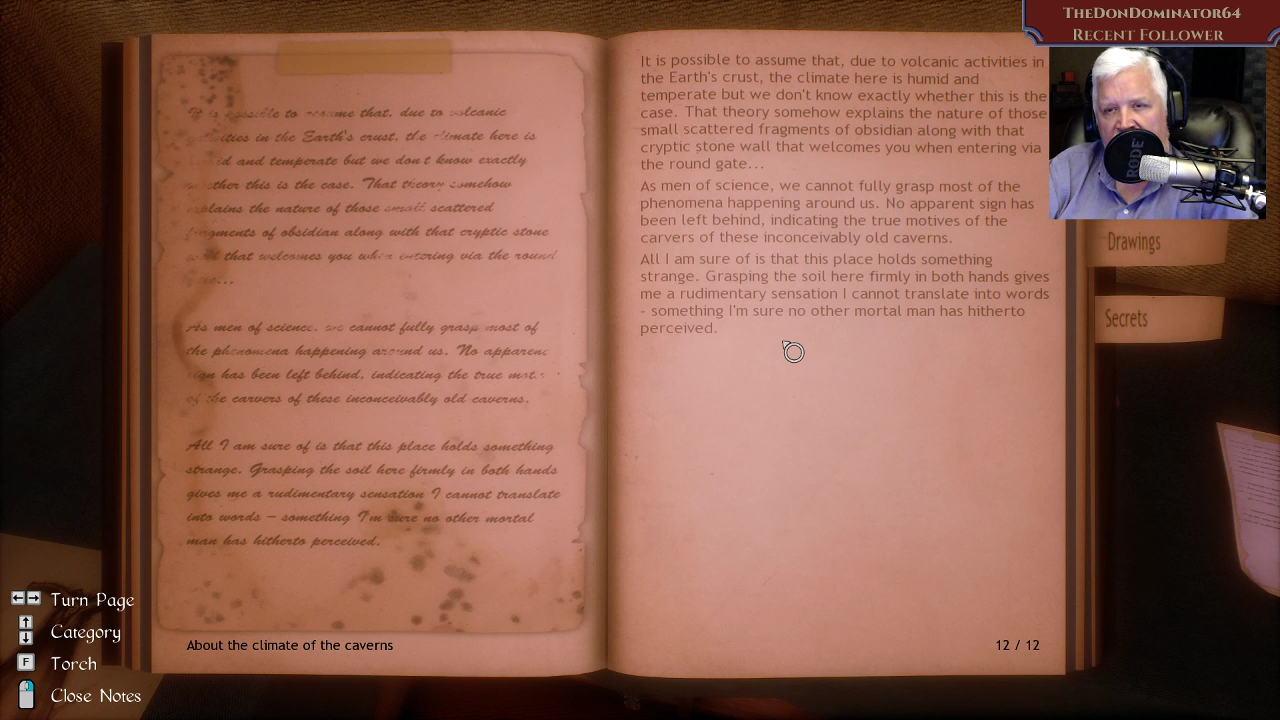 TheDonDominator64
Recent Follower
It is possible to assume that, due to volcanic
activities in the Earth's crust, the climate here is
humid and temperate but we don't know exactly
whether this is the case. That theory somehow
explains the nature of those small scattered
fragments of obsidian along with that cryptic stone
wall that welcomes you when entering via the round
gate...
As men of science, we cannot fully grasp most of
the phenomena happening around us. No apparent
sign has been left behind, indicating the true mot
of the carvers of these inconceivably old caverns.
All I am sure of is that this place holds something
strange. Grasping the soil here firmly in both hands
gives me a rudimentary sensation I cannot translate
into words – something I'm sure no other mortal
man has hitherto perceived.
About the climate of the caverns
It is possible to assume that, due to volcanic activities in
the Earth's crust, the climate here is humid and
temperate but we don't know exactly whether this is the
case. That theory somehow explains the nature of those
small scattered fragments of obsidian along with that
cryptic stone wall that welcomes you when entering via
the round gate...
As men of science, we cannot fully grasp most of the
phenomena happening around us. No apparent sign has
been left behind, indicating the true motives of the
carvers of these inconceivably old caverns.
All I am sure of is that this place holds something
strange. Grasping the soil here firmly in both hands gives
me a rudimentary sensation I cannot translate into words
- something I'm sure no other mortal man has hitherto
perceived.
12 / 12
Drawings
Secrets
RODE
Turn Page
Category
F Torch
Close Notes